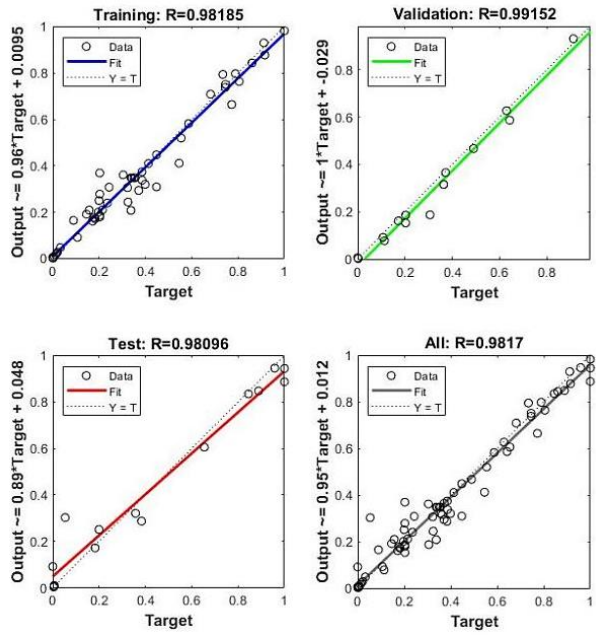 Training: R=0.98185
Output ~= 0.96*Target + 0.0095
1
0.8
0.6
0.4
0.2
0
Data
Fit
Y = T
0 0.2 0.4 0.6 0.8 1
Target
Validation: R=0.99152
Output ~= 1*Target + -0.029
0.8
0.6
0.4
0.2
0
Data
Fit
Y = T
0 0.2 0.4 0.6 0.8
Target
Test: R=0.98096
Output ~= 0.89*Target + 0.048
1
0.8
0.6
0.4
0.2
0
Data
Fit
Y = T
0 0.2 0.4 0.6 0.8 1
Target
All: R=0.9817
Output ~= 0.95*Target + 0.012
1
0.8
0.6
0.4
0.2
0
Data
Fit
Y = T
0 0.2 0.4 0.6 0.8 1
Target